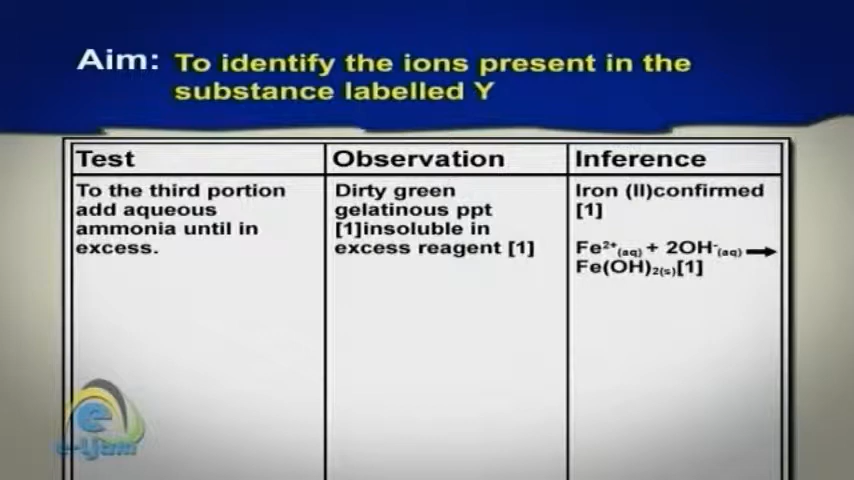 Aim: To identify the ions present in the
substance labelled Y
Test
Observation
Inference
To the third portion
add aqueous
ammonia until in
excess.
Dirty green
gelatinous ppt
[1]insoluble in
excess reagent [1]
Iron (II)confirmed
[1]
Fe²⁺(aq) + 2OH⁻(aq) →
Fe(OH)₂(s)[1]
e